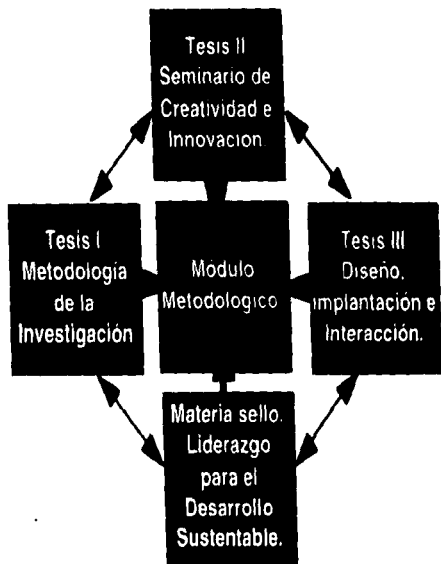 Tesis II
Seminario de
Creatividad e
Innovacion.
Tesis I
Metodología
de la
Investigación
Módulo
Metodologico
Tesis III
Diseño,
Implantación e
Interacción.
Materia sello.
Liderazgo
para el
Desarrollo
Sustentable.